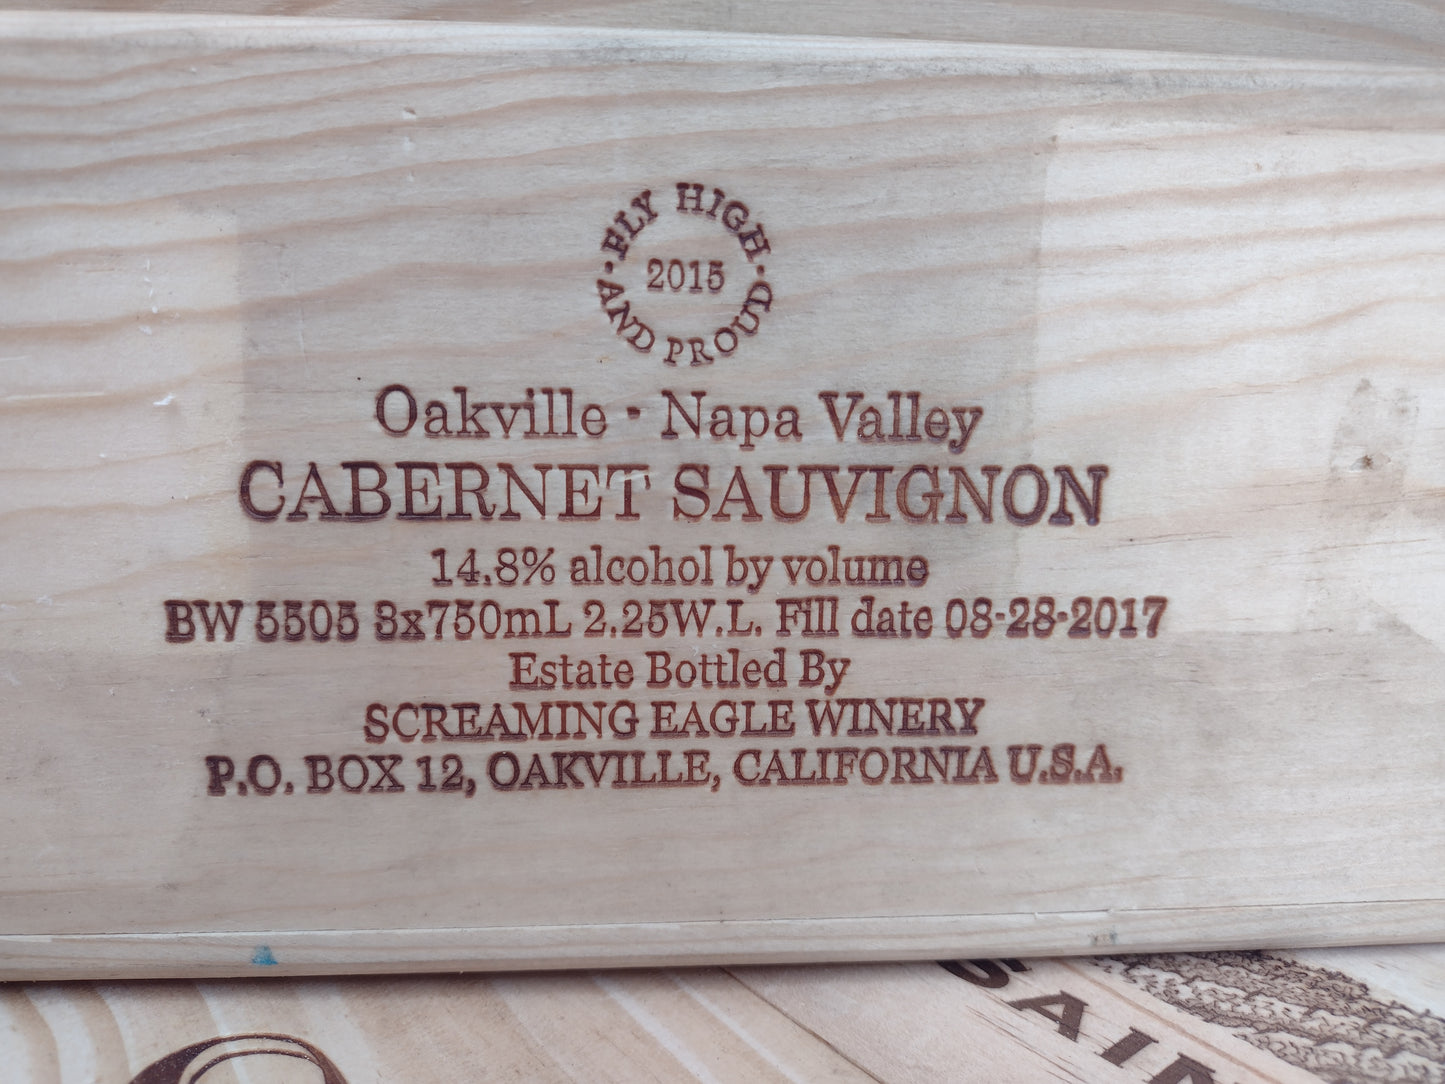 · FLY HIGH ·
2015
AND PROUD
Oakville · Napa Valley
CABERNET SAUVIGNON
14.8% alcohol by volume
BW 5505 3x750mL 2.25W.L. Fill date 08-28-2017
Estate Bottled By
SCREAMING EAGLE WINERY
P.O. BOX 12, OAKVILLE, CALIFORNIA U.S.A.